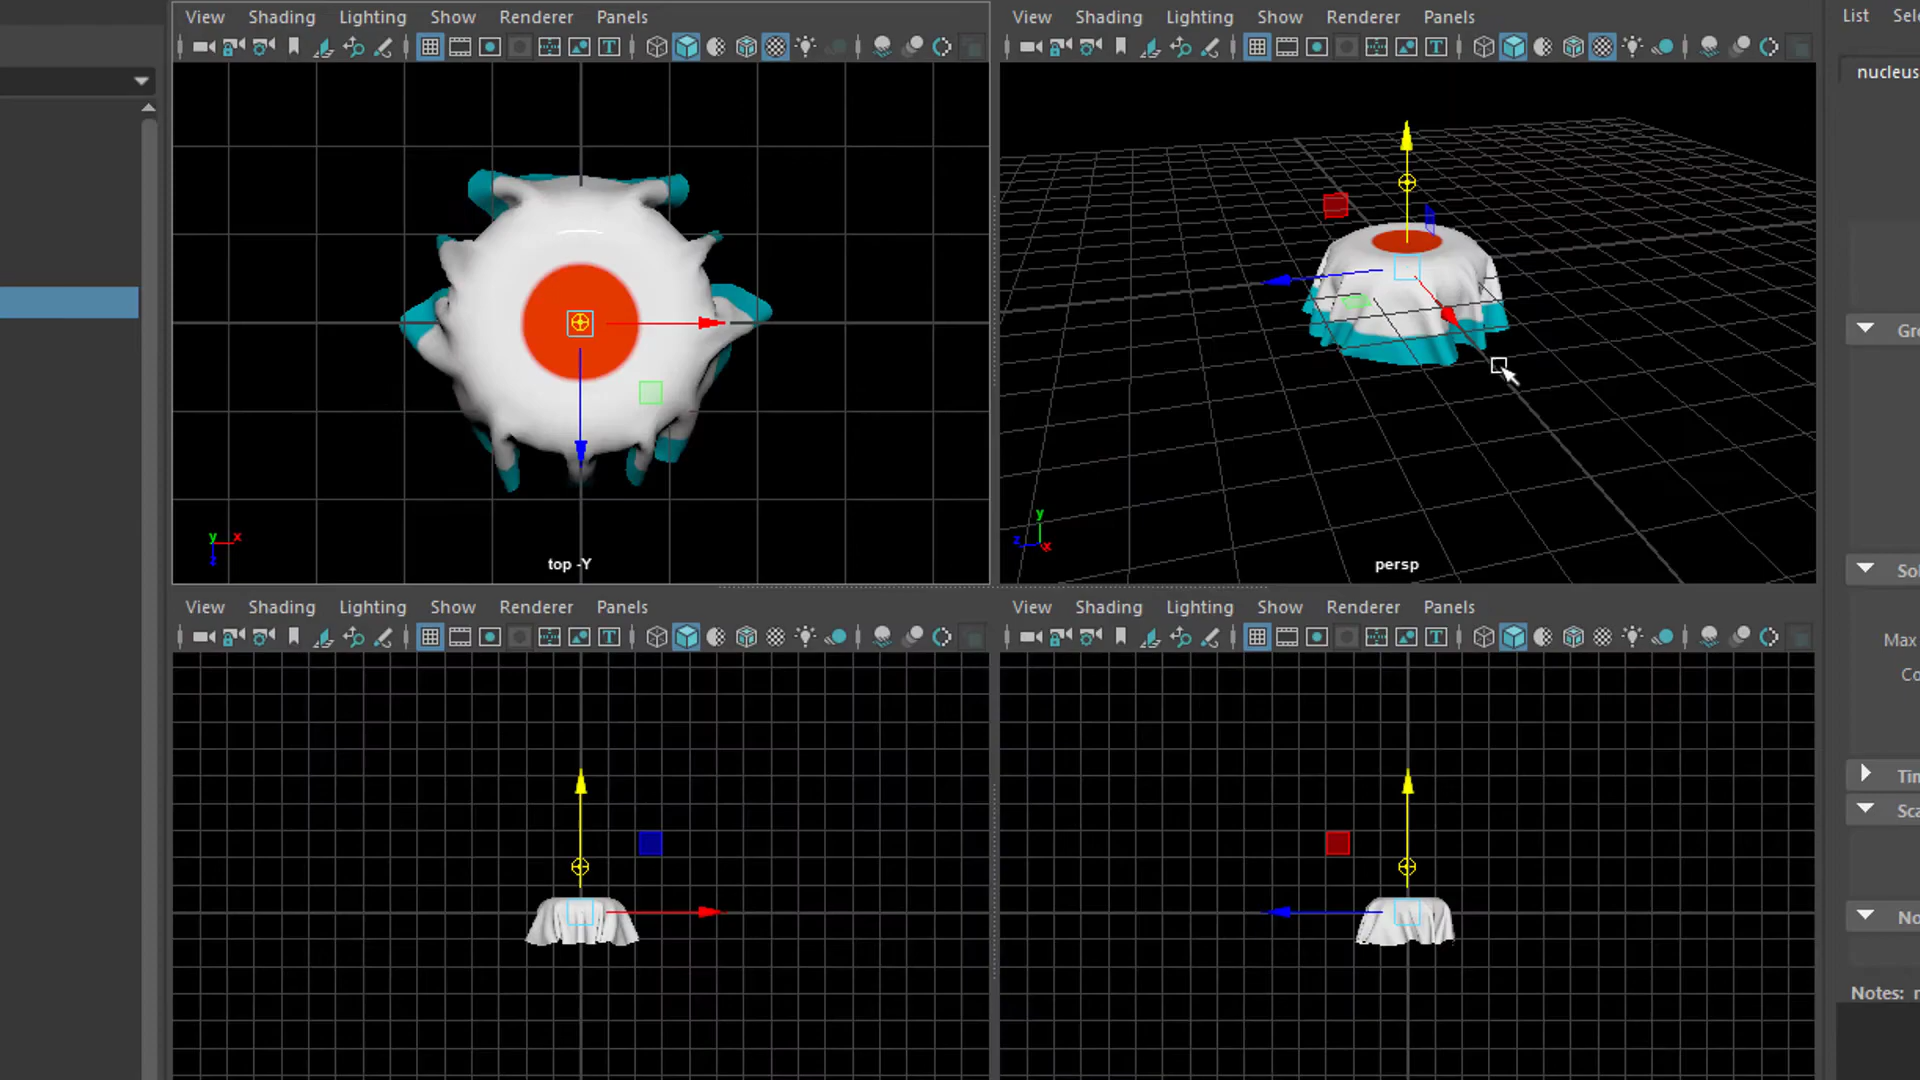 View Shading Lighting Show Renderer Panels
View Shading Lighting Show Renderer Panels
List
nucleus
y x
z
top -Y
y
z x
persp
View Shading Lighting Show Renderer Panels
View Shading Lighting Show Renderer Panels
Max
Notes: